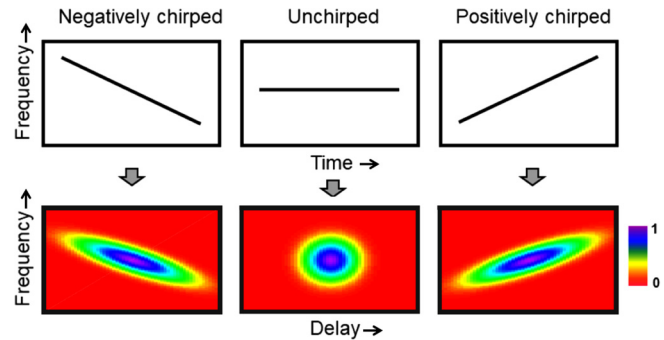 Negatively chirped
Unchirped
Positively chirped
Frequency→
Time →
Frequency→
1
0
Delay→